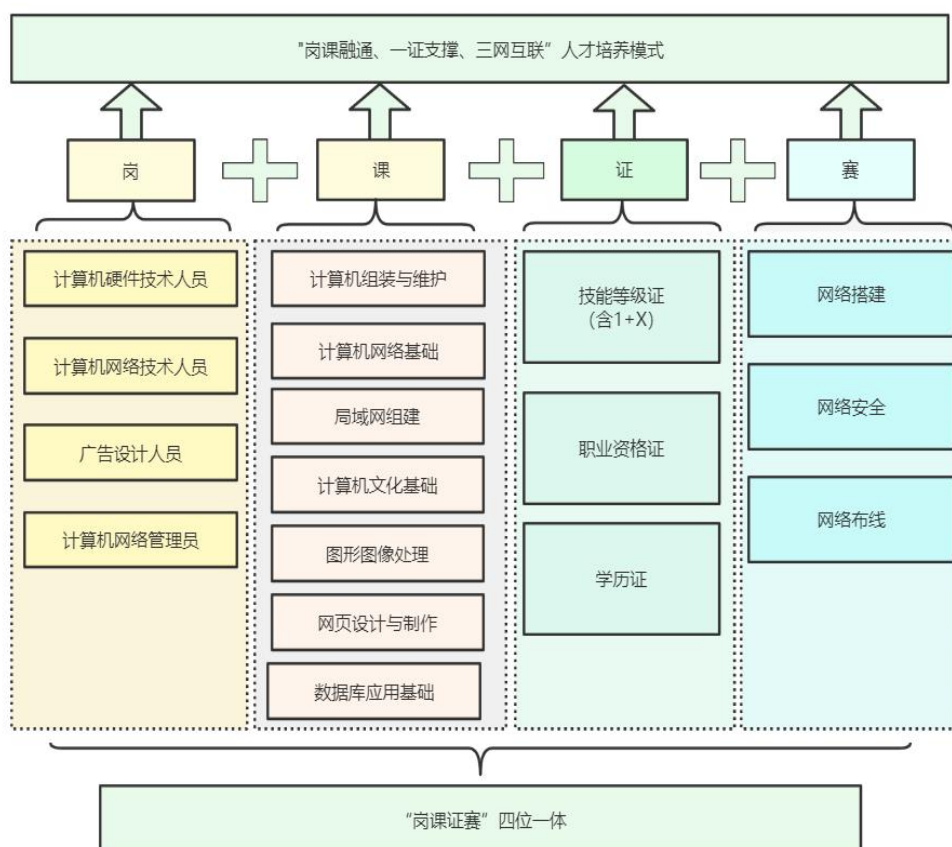 "岗课融通、一证支撑、三网互联”人才培养模式
岗
课
证
赛
计算机硬件技术人员
计算机网络技术人员
广告设计人员
计算机网络管理员
计算机组装与维护
计算机网络基础
局域网组建
计算机文化基础
图形图像处理
网页设计与制作
数据库应用基础
技能等级证
(含1+X)
职业资格证
学历证
网络搭建
网络安全
网络布线
“岗课证赛”四位一体